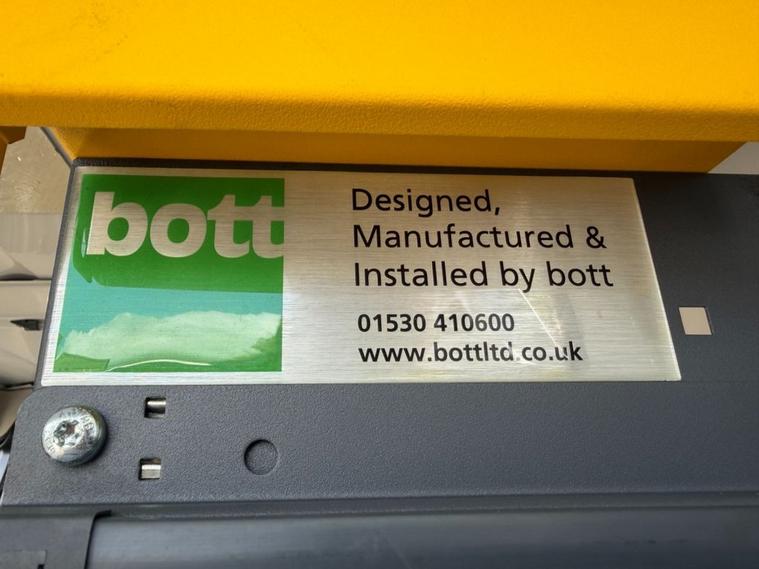 bott
Designed,
Manufactured &
Installed by bott
01530 410600
www.bottltd.co.uk